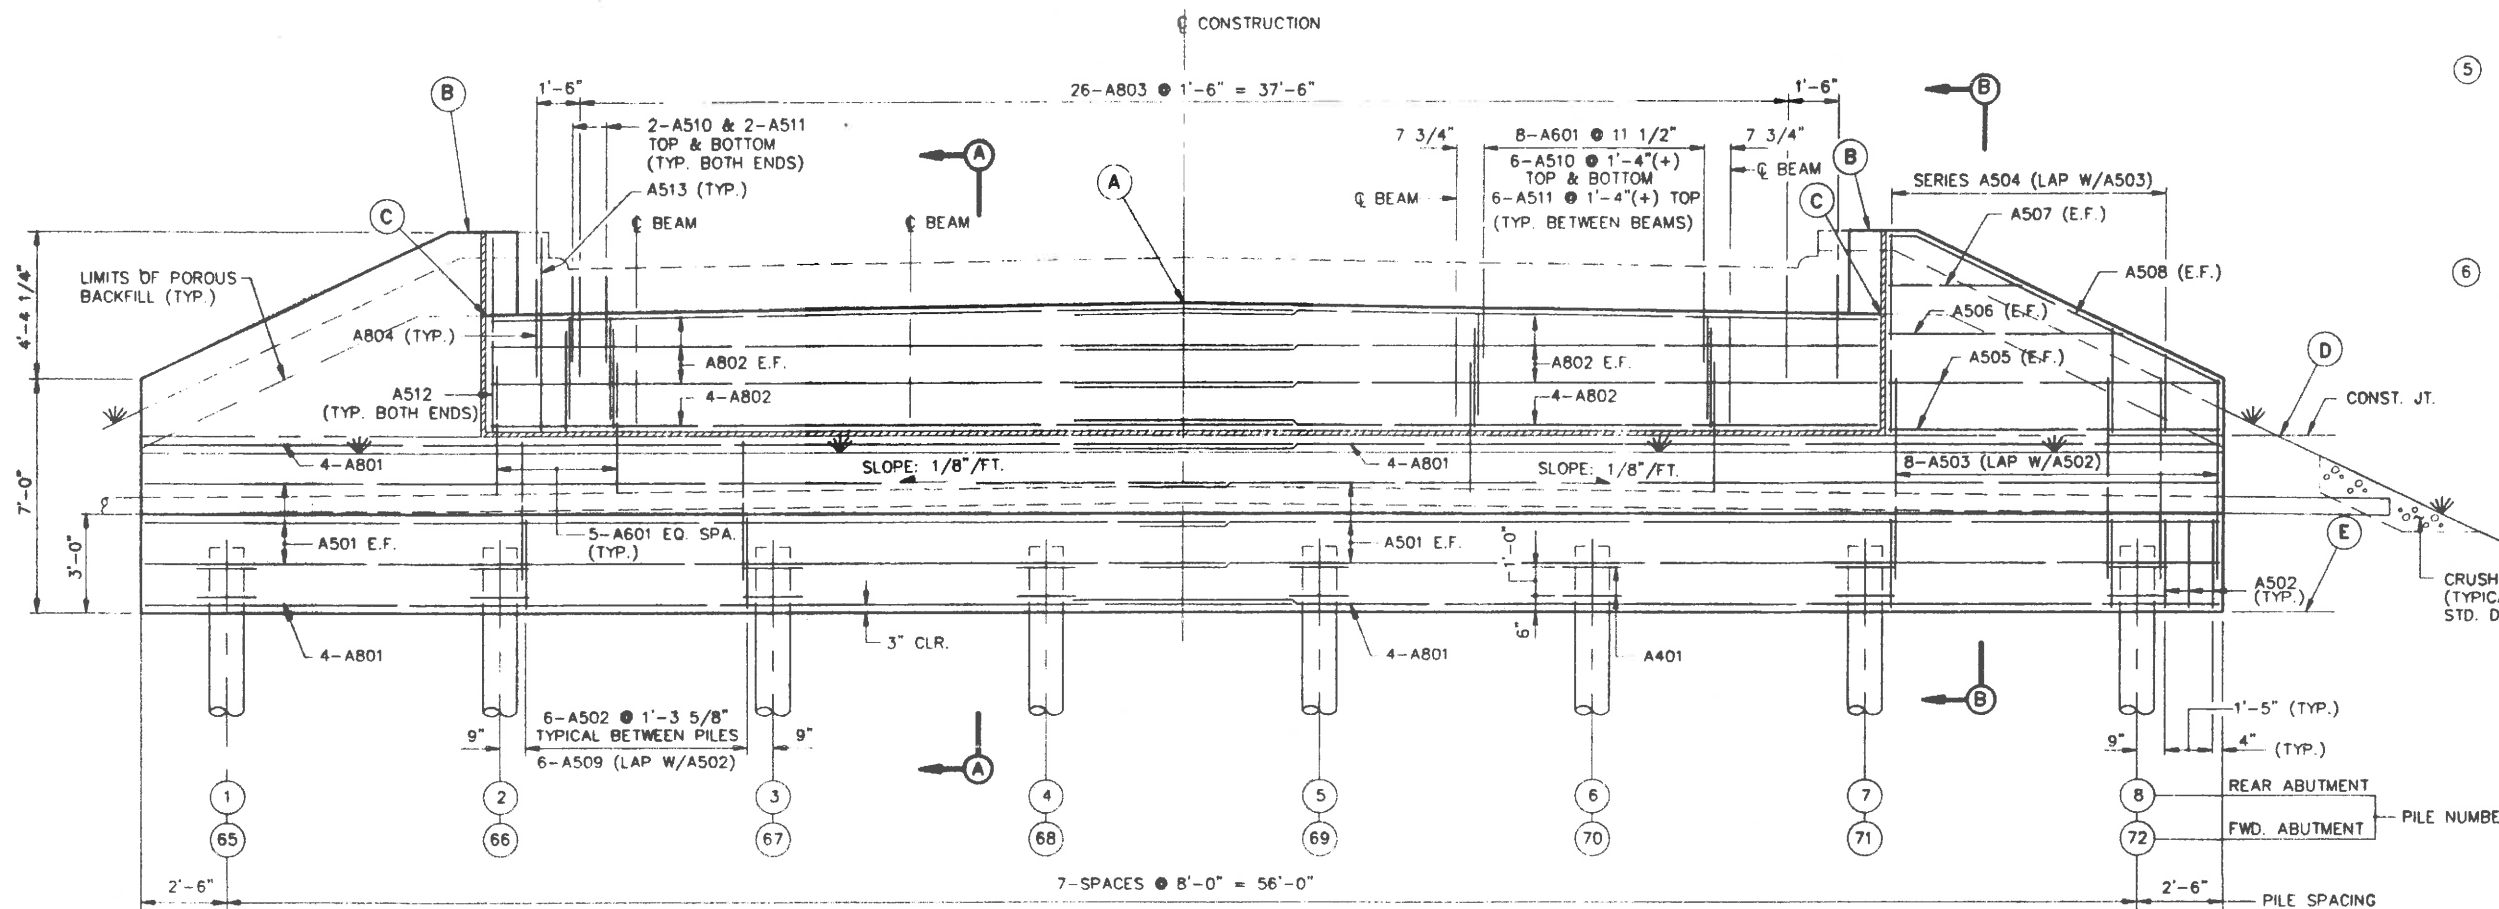 ℄ CONSTRUCTION
5
1'-6"
26-A803 @ 1'-6" = 37'-6"
1'-6"
B
B
2-A510 & 2-A511
TOP & BOTTOM
(TYP. BOTH ENDS)
A513 (TYP.)
A
A
7 3/4"
8-A601 @ 11 1/2"
7 3/4"
6-A510 @ 1'-4"(+)
TOP & BOTTOM
6-A511 @ 1'-4"(+) TOP
(TYP. BETWEEN BEAMS)
℄ BEAM
℄ BEAM
B
C
SERIES A504 (LAP W/A503)
A507 (E.F.)
C
℄ BEAM
℄ BEAM
4'-4 1/4"
LIMITS OF POROUS
BACKFILL (TYP.)
A508 (E.F.)
6
A506 (E.F.)
A804 (TYP.)
A802 E.F.
A802 E.F.
A505 (E.F.)
D
A512
(TYP. BOTH ENDS)
4-A802
4-A802
CONST. JT.
7'-0"
4-A801
SLOPE: 1/8"/FT.
4-A801
SLOPE: 1/8"/FT.
8-A503 (LAP W/A502)
3'-0"
A501 E.F.
5-A601 EQ. SPA.
(TYP.)
A501 E.F.
1'-0"
E
A502
(TYP.)
CRUSH
(TYPICA
STD. D
4-A801
3" CLR.
4-A801
6"
A401
B
6-A502 @ 1'-3 5/8"
TYPICAL BETWEEN PILES
9"
9"
6-A509 (LAP W/A502)
A
1'-5" (TYP.)
9"
4" (TYP.)
1 2 3 4 5 6 7 8
REAR ABUTMENT
PILE NUMBE
65 66 67 68 69 70 71 72
FWD. ABUTMENT
2'-6"
7-SPACES @ 8'-0" = 56'-0"
2'-6"
PILE SPACING